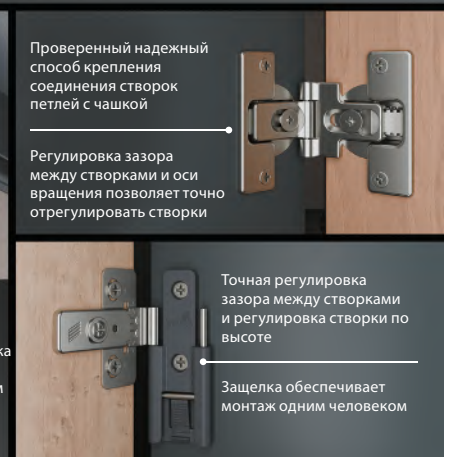 Проверенный надежный
способ крепления
соединения створок
петлей с чашкой
Регулировка зазора
между створками и оси
вращения позволяет точно
отрегулировать створки
Точная регулировка
зазора между створками
и регулировка створки по
высоте
Защелка обеспечивает
монтаж одним человеком